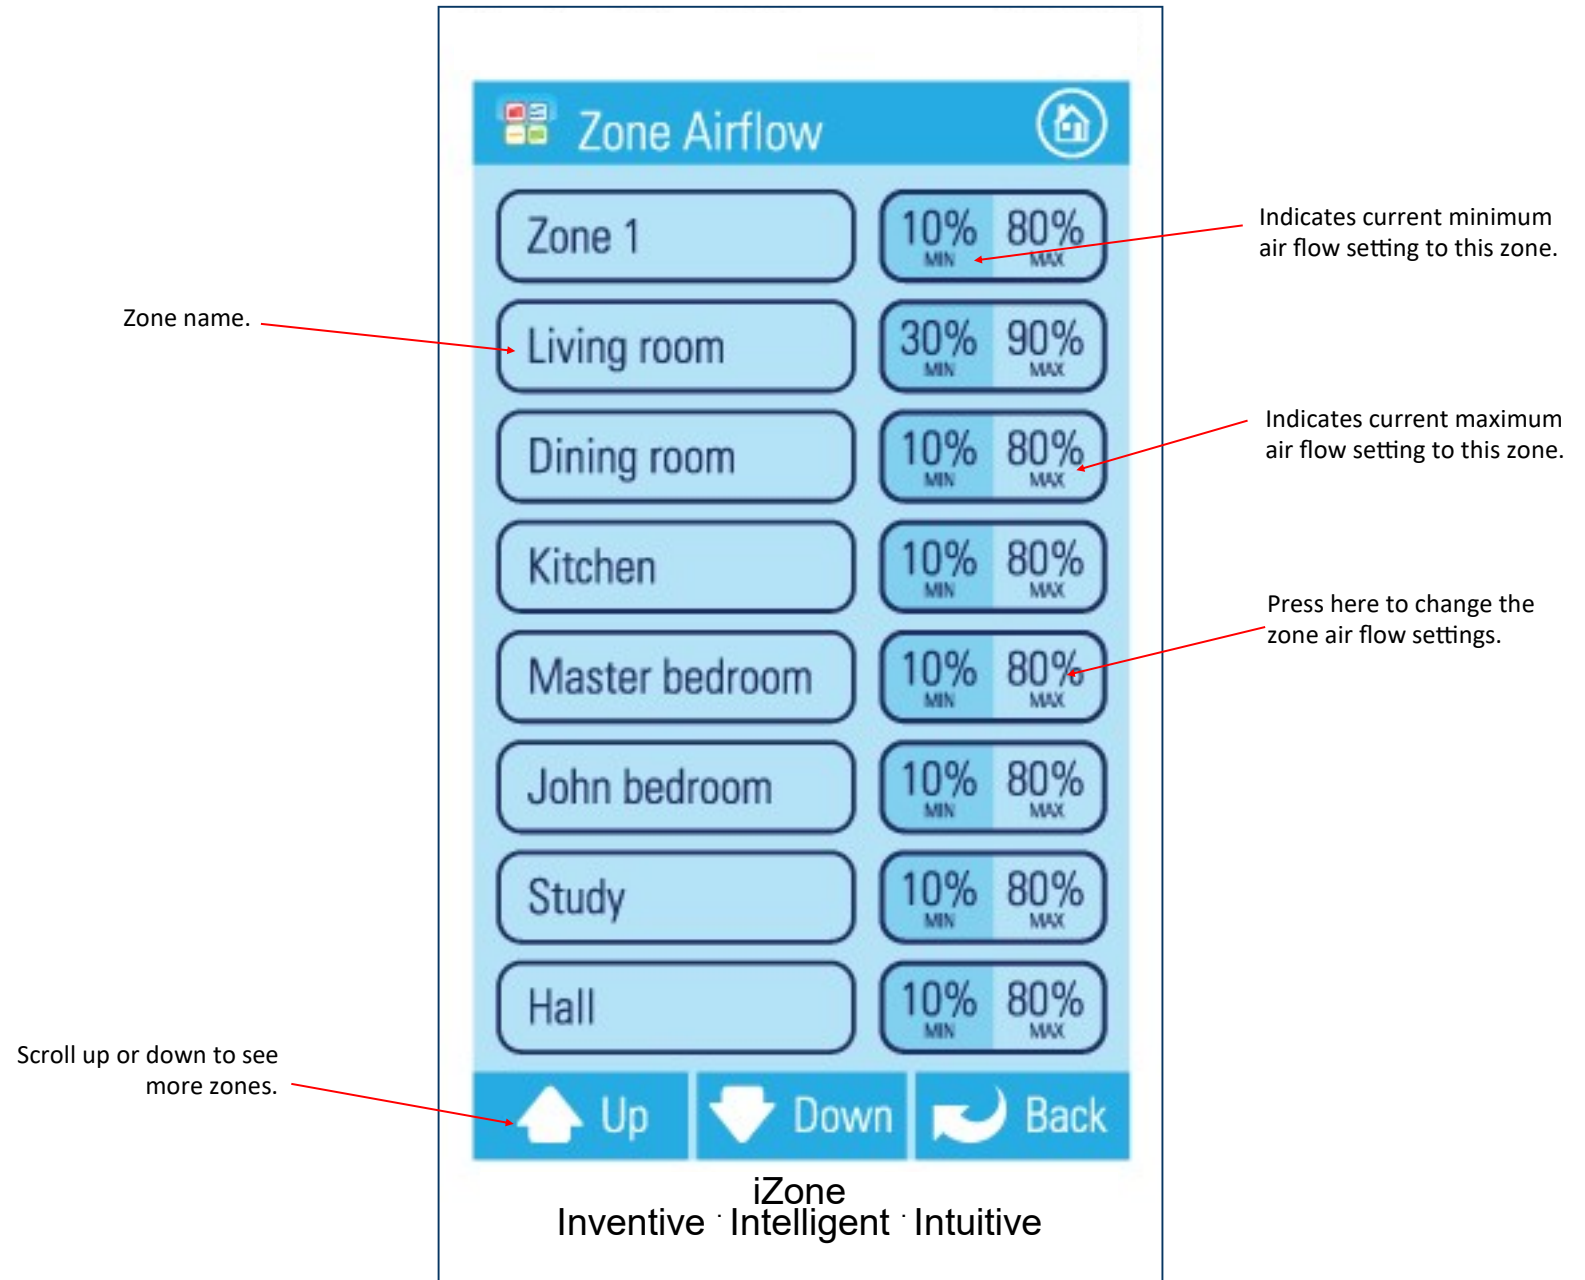 Zone Airflow
Zone 1
10% 80%
MIN MAX
Indicates current minimum
air flow setting to this zone.
Zone name.
Living room
30% 90%
MIN MAX
Dining room
10% 80%
MIN MAX
Indicates current maximum
air flow setting to this zone.
Kitchen
10% 80%
MIN MAX
Press here to change the
zone air flow settings.
Master bedroom
10% 80%
MIN MAX
John bedroom
10% 80%
MIN MAX
Study
10% 80%
MIN MAX
Hall
10% 80%
MIN MAX
Scroll up or down to see
more zones.
Up Down Back
iZone
Inventive · Intelligent · Intuitive